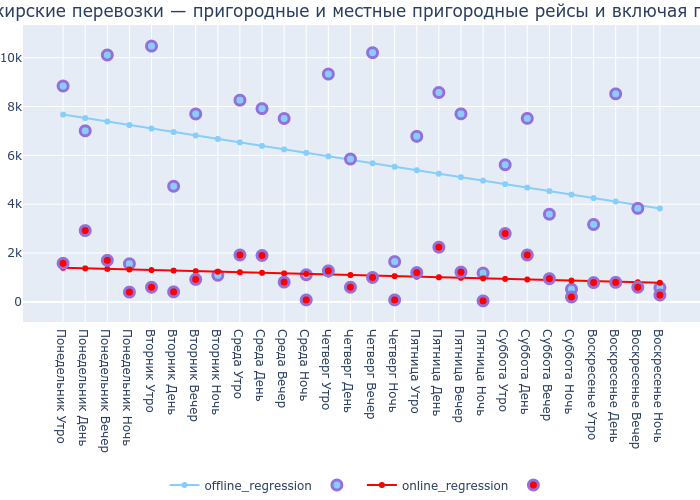 жирские перевозки — пригородные и местные пригородные рейсы и включая г
10k
8k
6k
4k
2k
0
Понедельник Утро
Понедельник День
Понедельник Вечер
Понедельник Ночь
Вторник Утро
Вторник День
Вторник Вечер
Вторник Ночь
Среда Утро
Среда День
Среда Вечер
Среда Ночь
Четверг Утро
Четверг День
Четверг Вечер
Четверг Ночь
Пятница Утро
Пятница День
Пятница Вечер
Пятница Ночь
Суббота Утро
Суббота День
Суббота Вечер
Суббота Ночь
Воскресенье Утро
Воскресенье День
Воскресенье Вечер
Воскресенье Ночь
offline_regression
online_regression